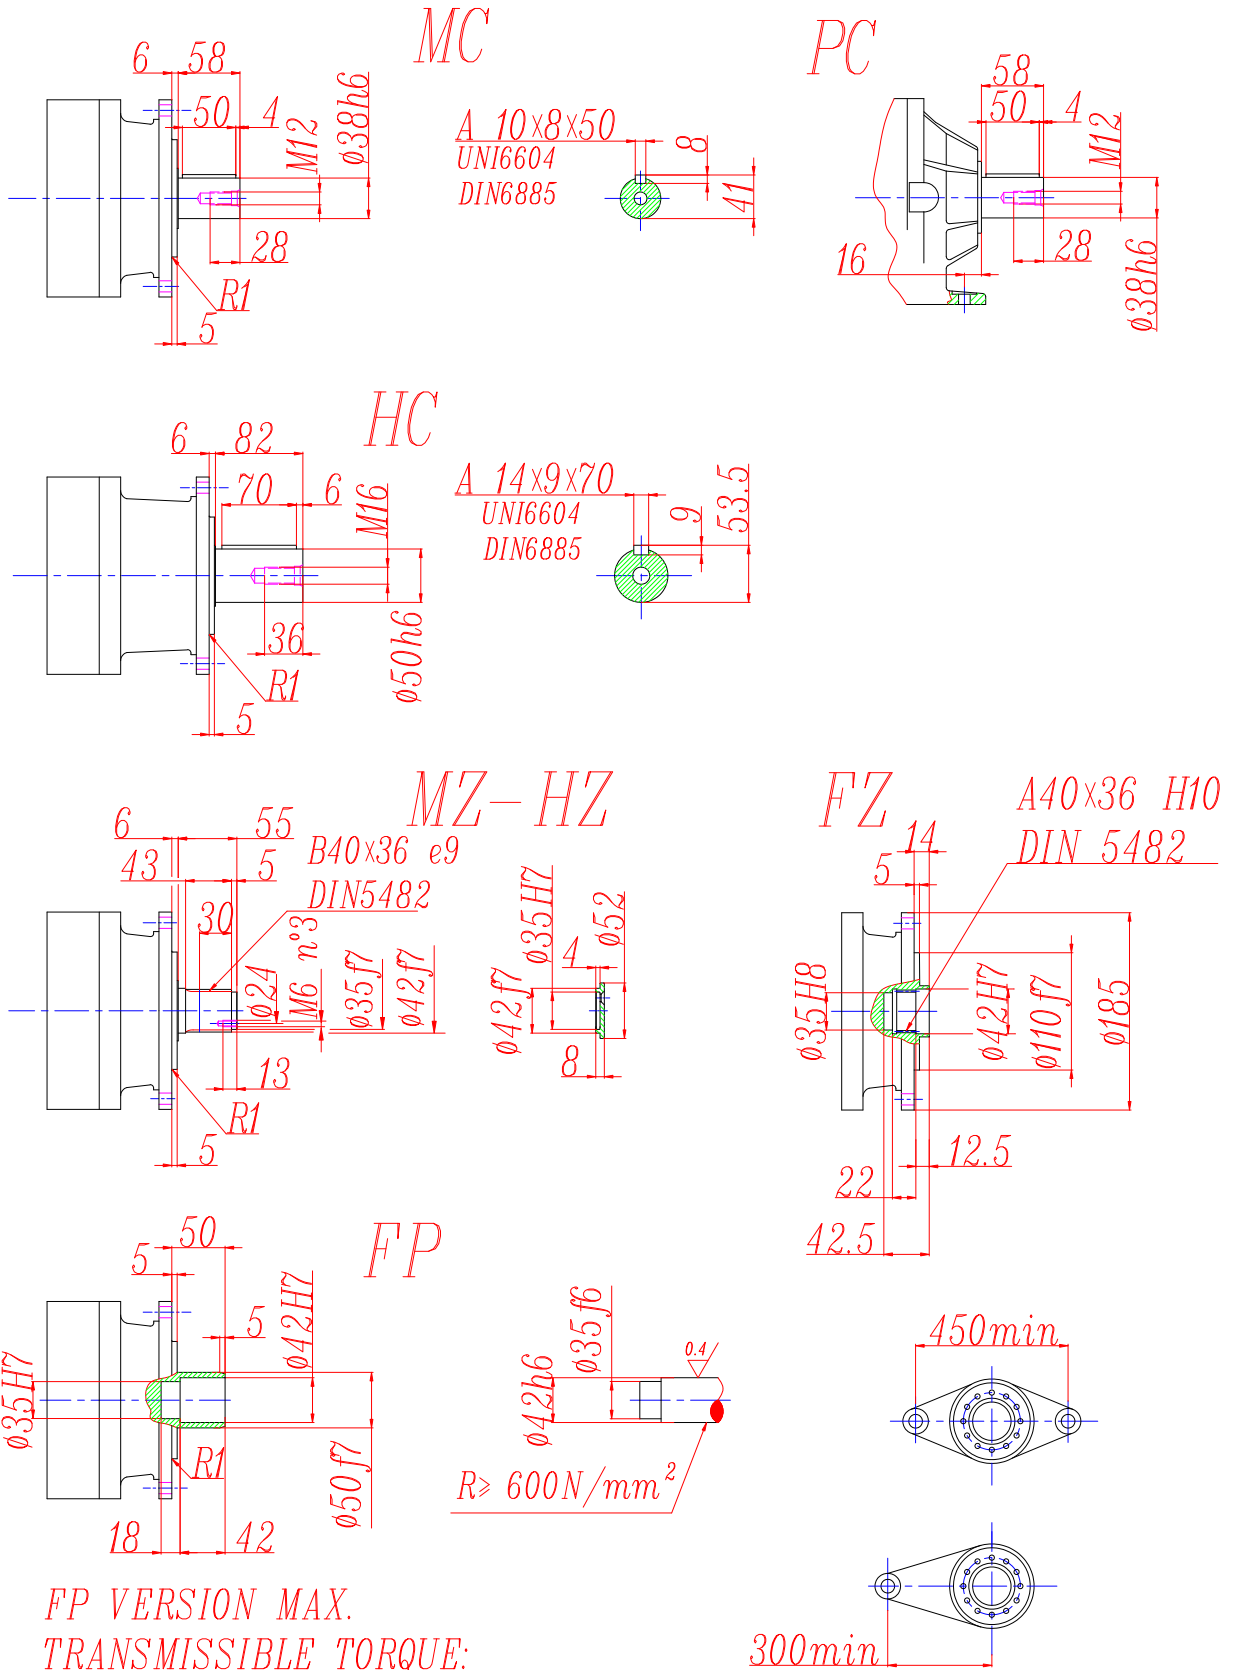 MC
6
58
50
4
M12
ø38h6
28
R1
5
A 10x8x50
UNI6604
DIN6885
8
41
PC
58
50
4
M12
16
28
ø38h6
HC
6
82
70
6
M16
36
ø50h6
R1
5
A 14x9x70
UNI6604
DIN6885
9
53.5
MZ-HZ
6
55
43
5
B40x36 e9
DIN5482
30
ø24
M6 n°3
ø35f7
ø42f7
13
R1
5
ø35H7
ø52
4
ø42f7
8
FZ
A40x36 H10
DIN 5482
14
5
ø35H8
ø42H7
ø110f7
ø185
12.5
22
42.5
FP
50
5
5
ø42H7
ø35H7
R1
ø50f7
18
42
ø35f6
ø42h6
0.4
R≥ 600N/mm²
450min
300min
FP VERSION MAX.
TRANSMISSIBLE TORQUE: